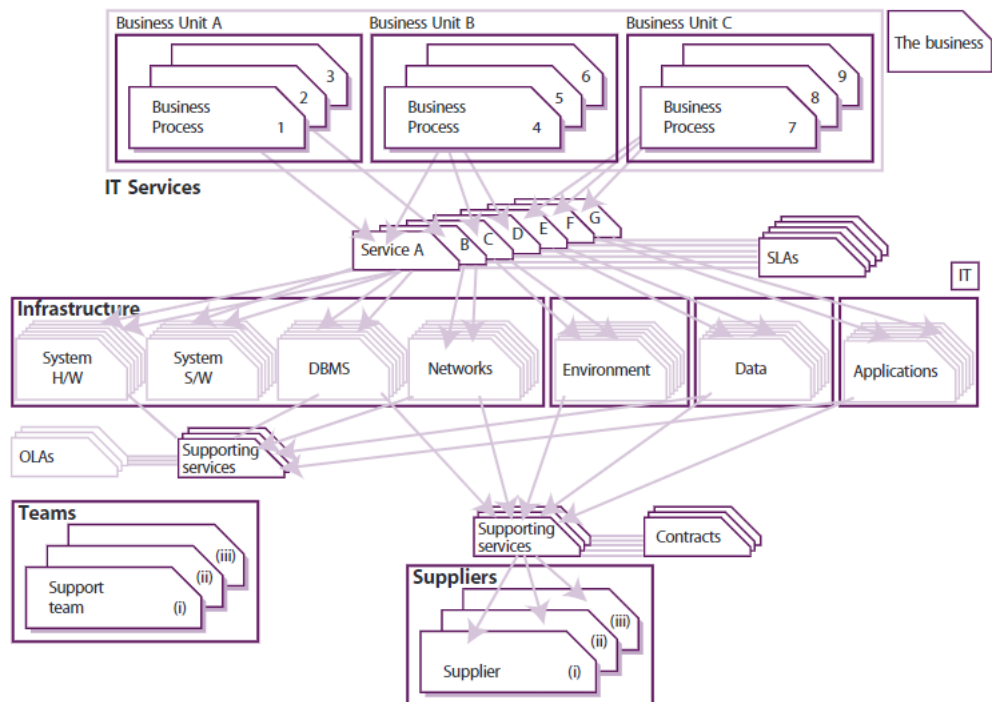 Business Unit A
Business Unit B
Business Unit C
The business
3
2
Business
Process
1
6
5
Business
Process
4
9
8
Business
Process
7
IT Services
Service A
B
C
D
E
F
G
SLAs
IT
Infrastructure
System
H/W
System
S/W
DBMS
Networks
Environment
Data
Applications
OLAs
Supporting
services
Teams
(iii)
(ii)
Support
team
(i)
Supporting
services
Contracts
Suppliers
(iii)
(ii)
Supplier
(i)